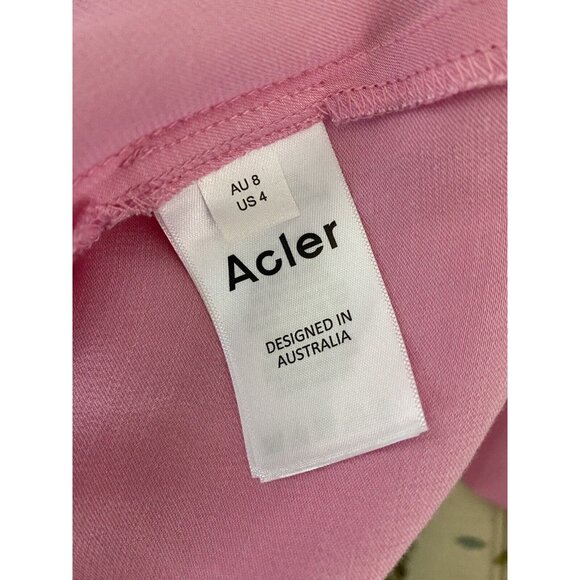 AU 8
US 4
Acler
DESIGNED IN
AUSTRALIA